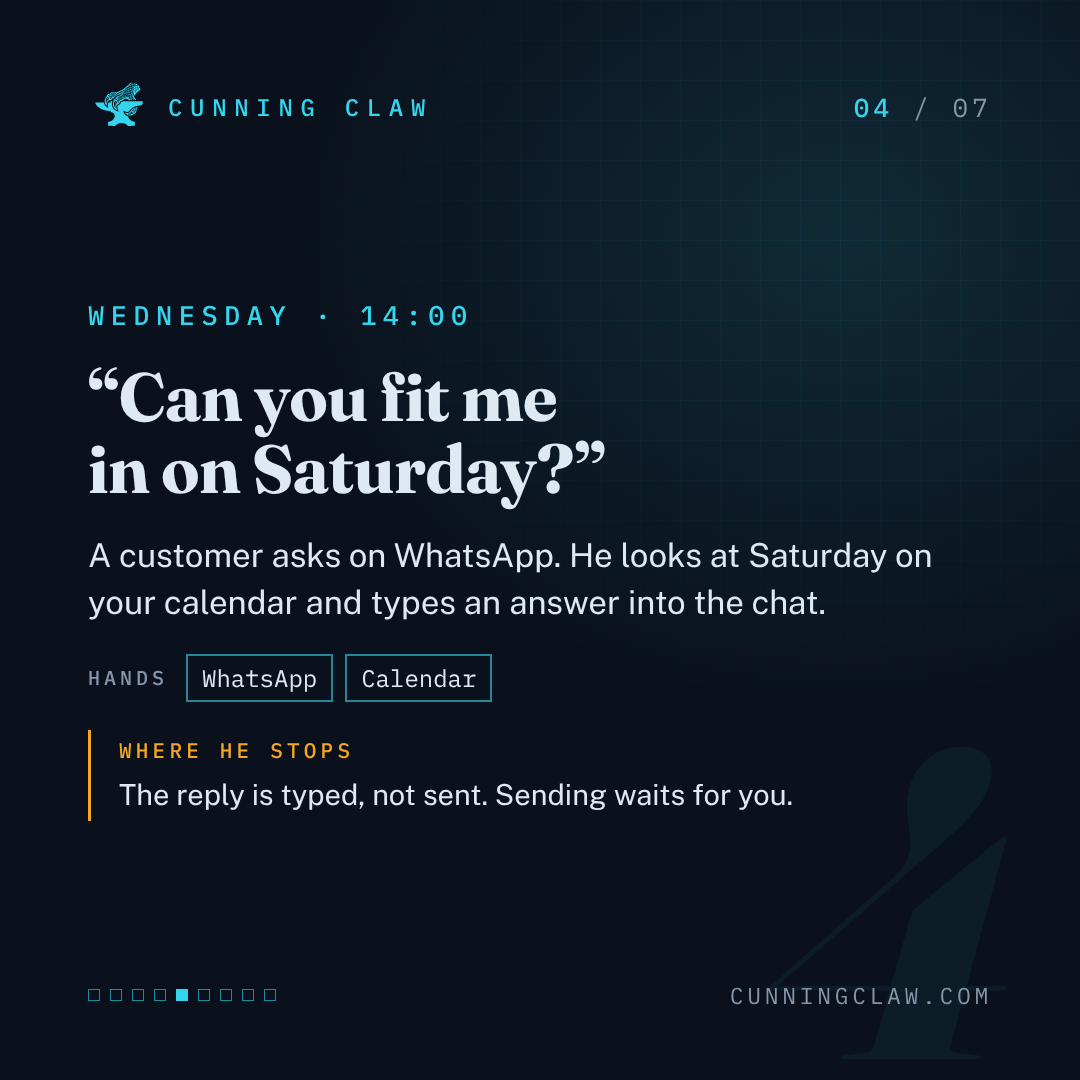 CUNNING CLAW
04 / 07
WEDNESDAY · 14:00
“Can you fit me
in on Saturday?”
A customer asks on WhatsApp. He looks at Saturday on
your calendar and types an answer into the chat.
HANDS WhatsApp Calendar
WHERE HE STOPS
The reply is typed, not sent. Sending waits for you.
4
CUNNINGCLAW.COM